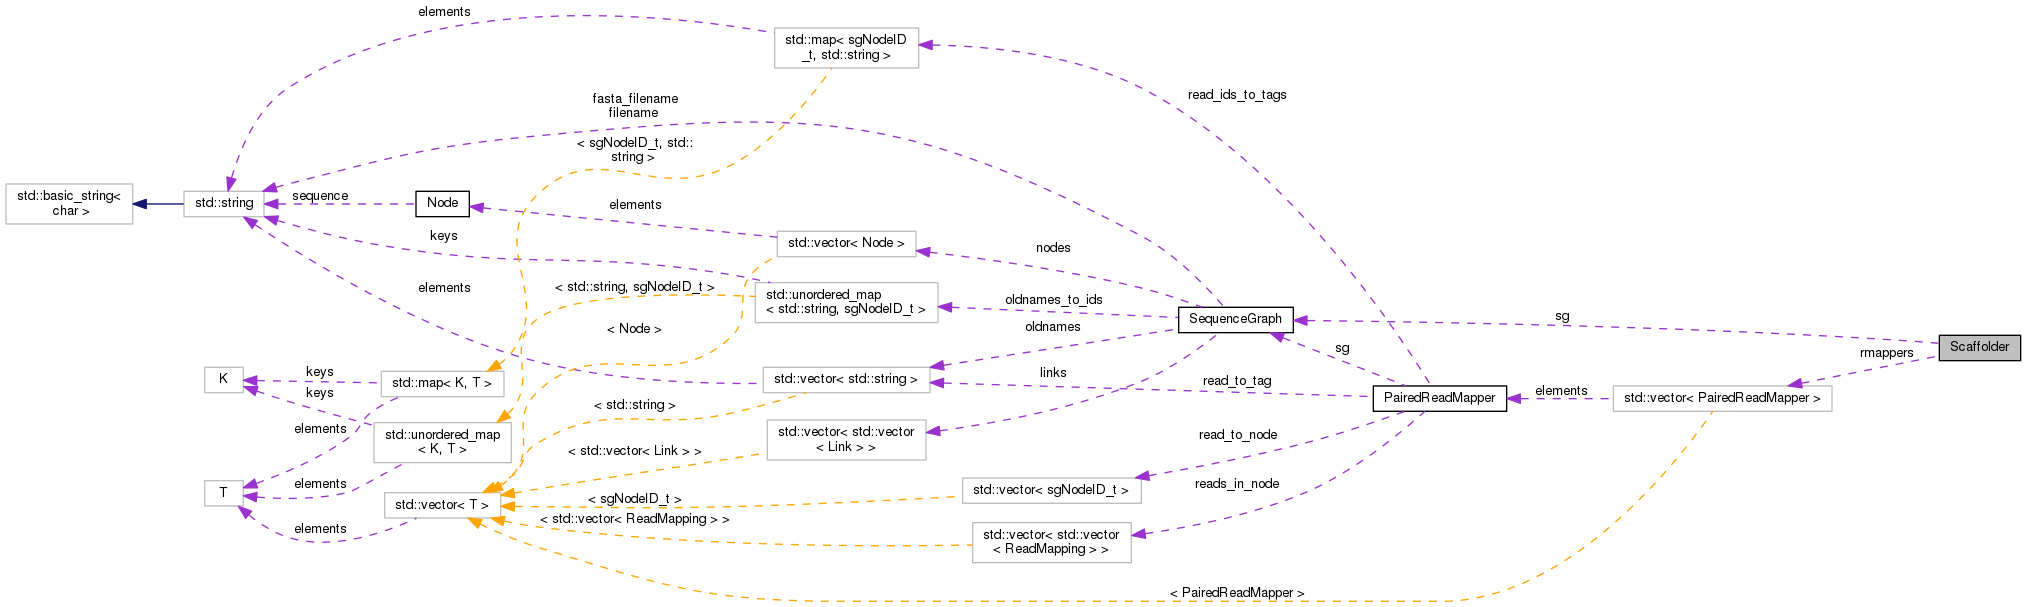 elements
std::map< sgNodeID
_t, std::string >
read_ids_to_tags
fasta_filename
filename
< sgNodeID_t, std::
string >
std::basic_string<
char >
std::string
sequence
Node
elements
keys
std::vector< Node >
nodes
elements
< std::string, sgNodeID_t >
std::unordered_map
< std::string, sgNodeID_t >
oldnames_to_ids
SequenceGraph
sg
oldnames
< Node >
sg
Scaffolder
rmappers
K
keys
keys
std::map< K, T >
std::vector< std::string >
links
read_to_tag
PairedReadMapper
elements
std::vector< PairedReadMapper >
< std::string >
elements
std::unordered_map
< K, T >
std::vector< std::vector
< Link > >
read_to_node
< std::vector< Link > >
elements
T
std::vector< T >
< sgNodeID_t >
std::vector< sgNodeID_t >
reads_in_node
elements
< std::vector< ReadMapping > >
std::vector< std::vector
< ReadMapping > >
< PairedReadMapper >